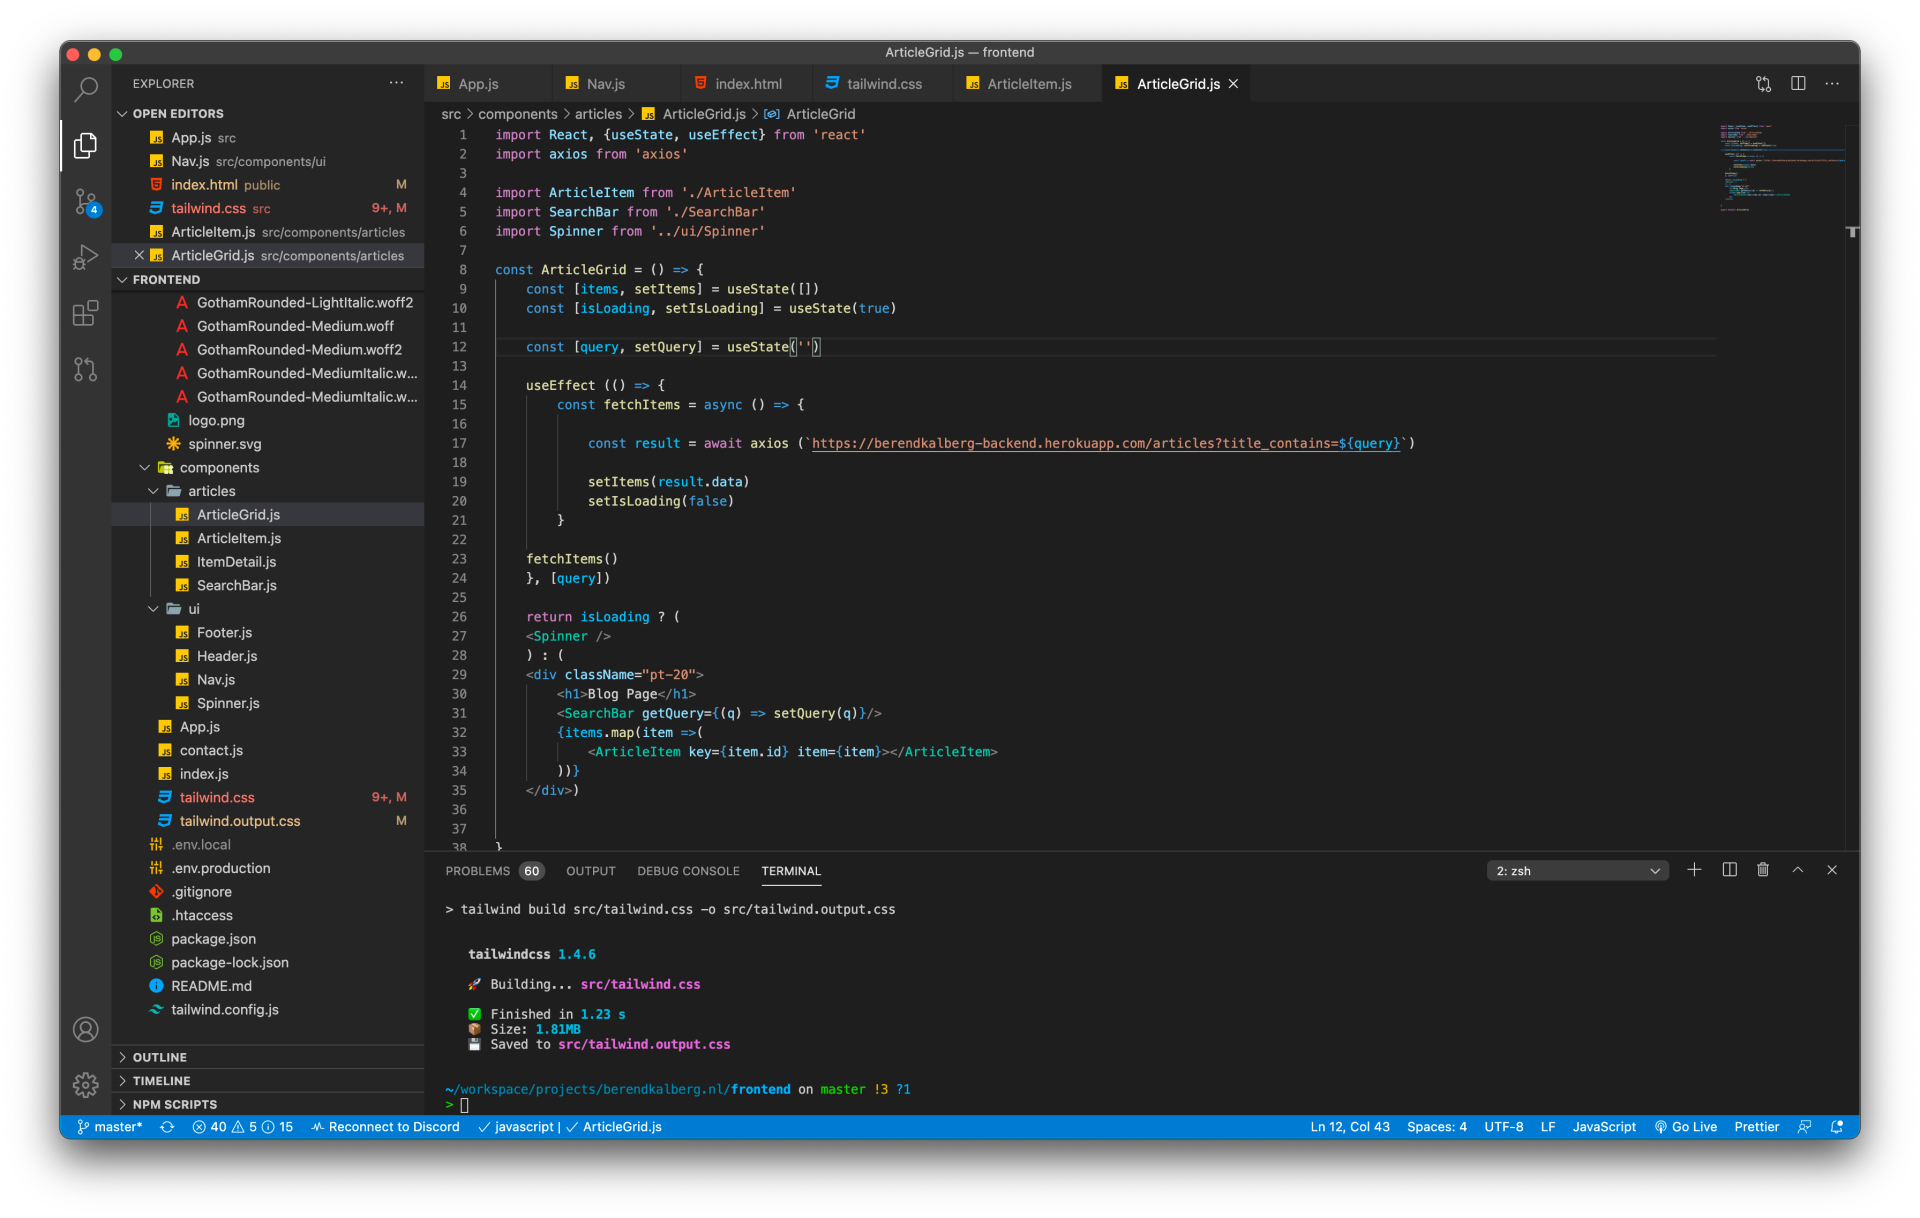 ArticleGrid.js — frontend
EXPLORER
OPEN EDITORS
App.js src
Nav.js src/components/ui
index.html public M
tailwind.css src 9+, M
ArticleItem.js src/components/articles
ArticleGrid.js src/components/articles
FRONTEND
GothamRounded-LightItalic.woff2
GothamRounded-Medium.woff
GothamRounded-Medium.woff2
GothamRounded-MediumItalic.w...
GothamRounded-MediumItalic.w...
logo.png
spinner.svg
components
articles
ArticleGrid.js
ArticleItem.js
ItemDetail.js
SearchBar.js
ui
Footer.js
Header.js
Nav.js
Spinner.js
App.js
contact.js
index.js
tailwind.css 9+, M
tailwind.output.css M
.env.local
.env.production
.gitignore
.htaccess
package.json
package-lock.json
README.md
tailwind.config.js
OUTLINE
TIMELINE
NPM SCRIPTS
4
App.js Nav.js index.html tailwind.css ArticleItem.js ArticleGrid.js
src > components > articles > ArticleGrid.js > ArticleGrid
1 import React, {useState, useEffect} from 'react'
2 import axios from 'axios'
3
4 import ArticleItem from './ArticleItem'
5 import SearchBar from './SearchBar'
6 import Spinner from '../ui/Spinner'
7
8 const ArticleGrid = () => {
9 const [items, setItems] = useState([])
10 const [isLoading, setIsLoading] = useState(true)
11
12 const [query, setQuery] = useState('')
13
14 useEffect (() => {
15 const fetchItems = async () => {
16
17 const result = await axios (`https://berendkalberg-backend.herokuapp.com/articles?title_contains=${query}`)
18
19 setItems(result.data)
20 setIsLoading(false)
21 }
22
23 fetchItems()
24 }, [query])
25
26 return isLoading ? (
27 <Spinner />
28 ) : (
29 <div className="pt-20">
30 <h1>Blog Page</h1>
31 <SearchBar getQuery={(q) => setQuery(q)}/>
32 {items.map(item =>(
33 <ArticleItem key={item.id} item={item}></ArticleItem>
34 ))}
35 </div>)
36
37
38 }
PROBLEMS 60 OUTPUT DEBUG CONSOLE TERMINAL 2: zsh
> tailwind build src/tailwind.css -o src/tailwind.output.css
tailwindcss 1.4.6
🚀 Building... src/tailwind.css
✅ Finished in 1.23 s
📦 Size: 1.81MB
💾 Saved to src/tailwind.output.css
~/workspace/projects/berendkalberg.nl/frontend on master !3 ?1
>
master* 40 5 15 Reconnect to Discord javascript | ArticleGrid.js Ln 12, Col 43 Spaces: 4 UTF-8 LF JavaScript Go Live Prettier